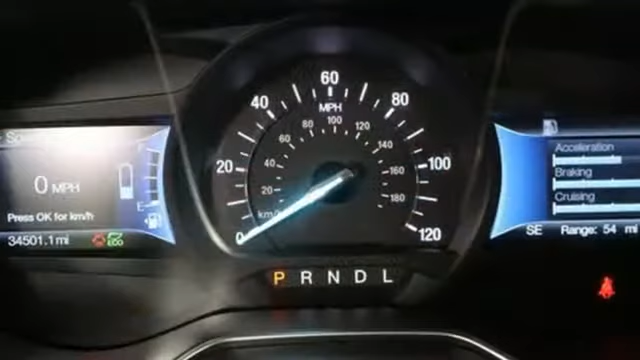 0 MPH
Press OK for km/h
34501.1 mi
ECO
E
0 20 40 60 80 100 120
MPH
20 40 60 80 100 120 140 160 180
km/h
P R N D L
Acceleration
Braking
Cruising
SE Range: 54 mi